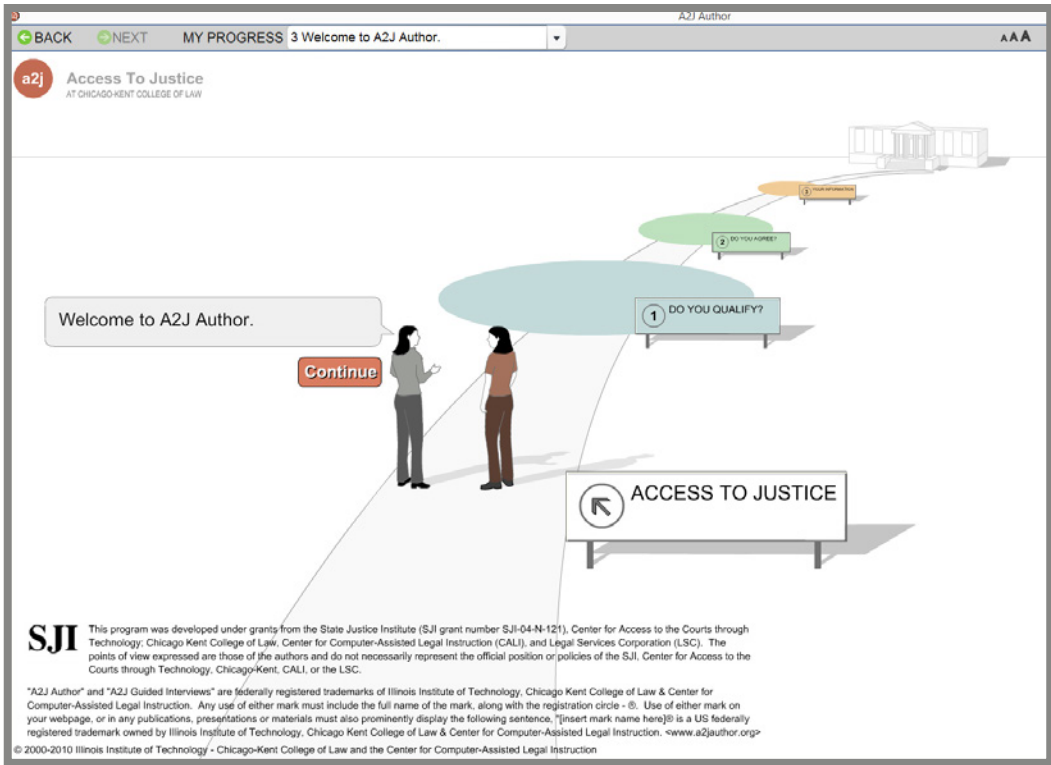 A2J Author
BACK NEXT MY PROGRESS 3 Welcome to A2J Author. AAA
a2j Access To Justice
AT CHICAGO-KENT COLLEGE OF LAW
3 YOUR INFORMATION
2 DO YOU AGREE?
1 DO YOU QUALIFY?
Welcome to A2J Author.
Continue
ACCESS TO JUSTICE
SJI
This program was developed under grants from the State Justice Institute (SJI grant number SJI-04-N-121), Center for Access to the Courts through
Technology; Chicago Kent College of Law, Center for Computer-Assisted Legal Instruction (CALI), and Legal Services Corporation (LSC). The
points of view expressed are those of the authors and do not necessarily represent the official position or policies of the SJI, Center for Access to the
Courts through Technology, Chicago-Kent, CALI, or the LSC.
"A2J Author" and "A2J Guided Interviews" are federally registered trademarks of Illinois Institute of Technology, Chicago Kent College of Law & Center for
Computer-Assisted Legal Instruction. Any use of either mark must include the full name of the mark, along with the registration circle - ®. Use of either mark on
your webpage, or in any publications, presentations or materials must also prominently display the following sentence, "[insert mark name here]® is a US federally
registered trademark owned by Illinois Institute of Technology, Chicago Kent College of Law & Center for Computer-Assisted Legal Instruction. <www.a2jauthor.org>
© 2000-2010 Illinois Institute of Technology - Chicago-Kent College of Law and the Center for Computer-Assisted Legal Instruction